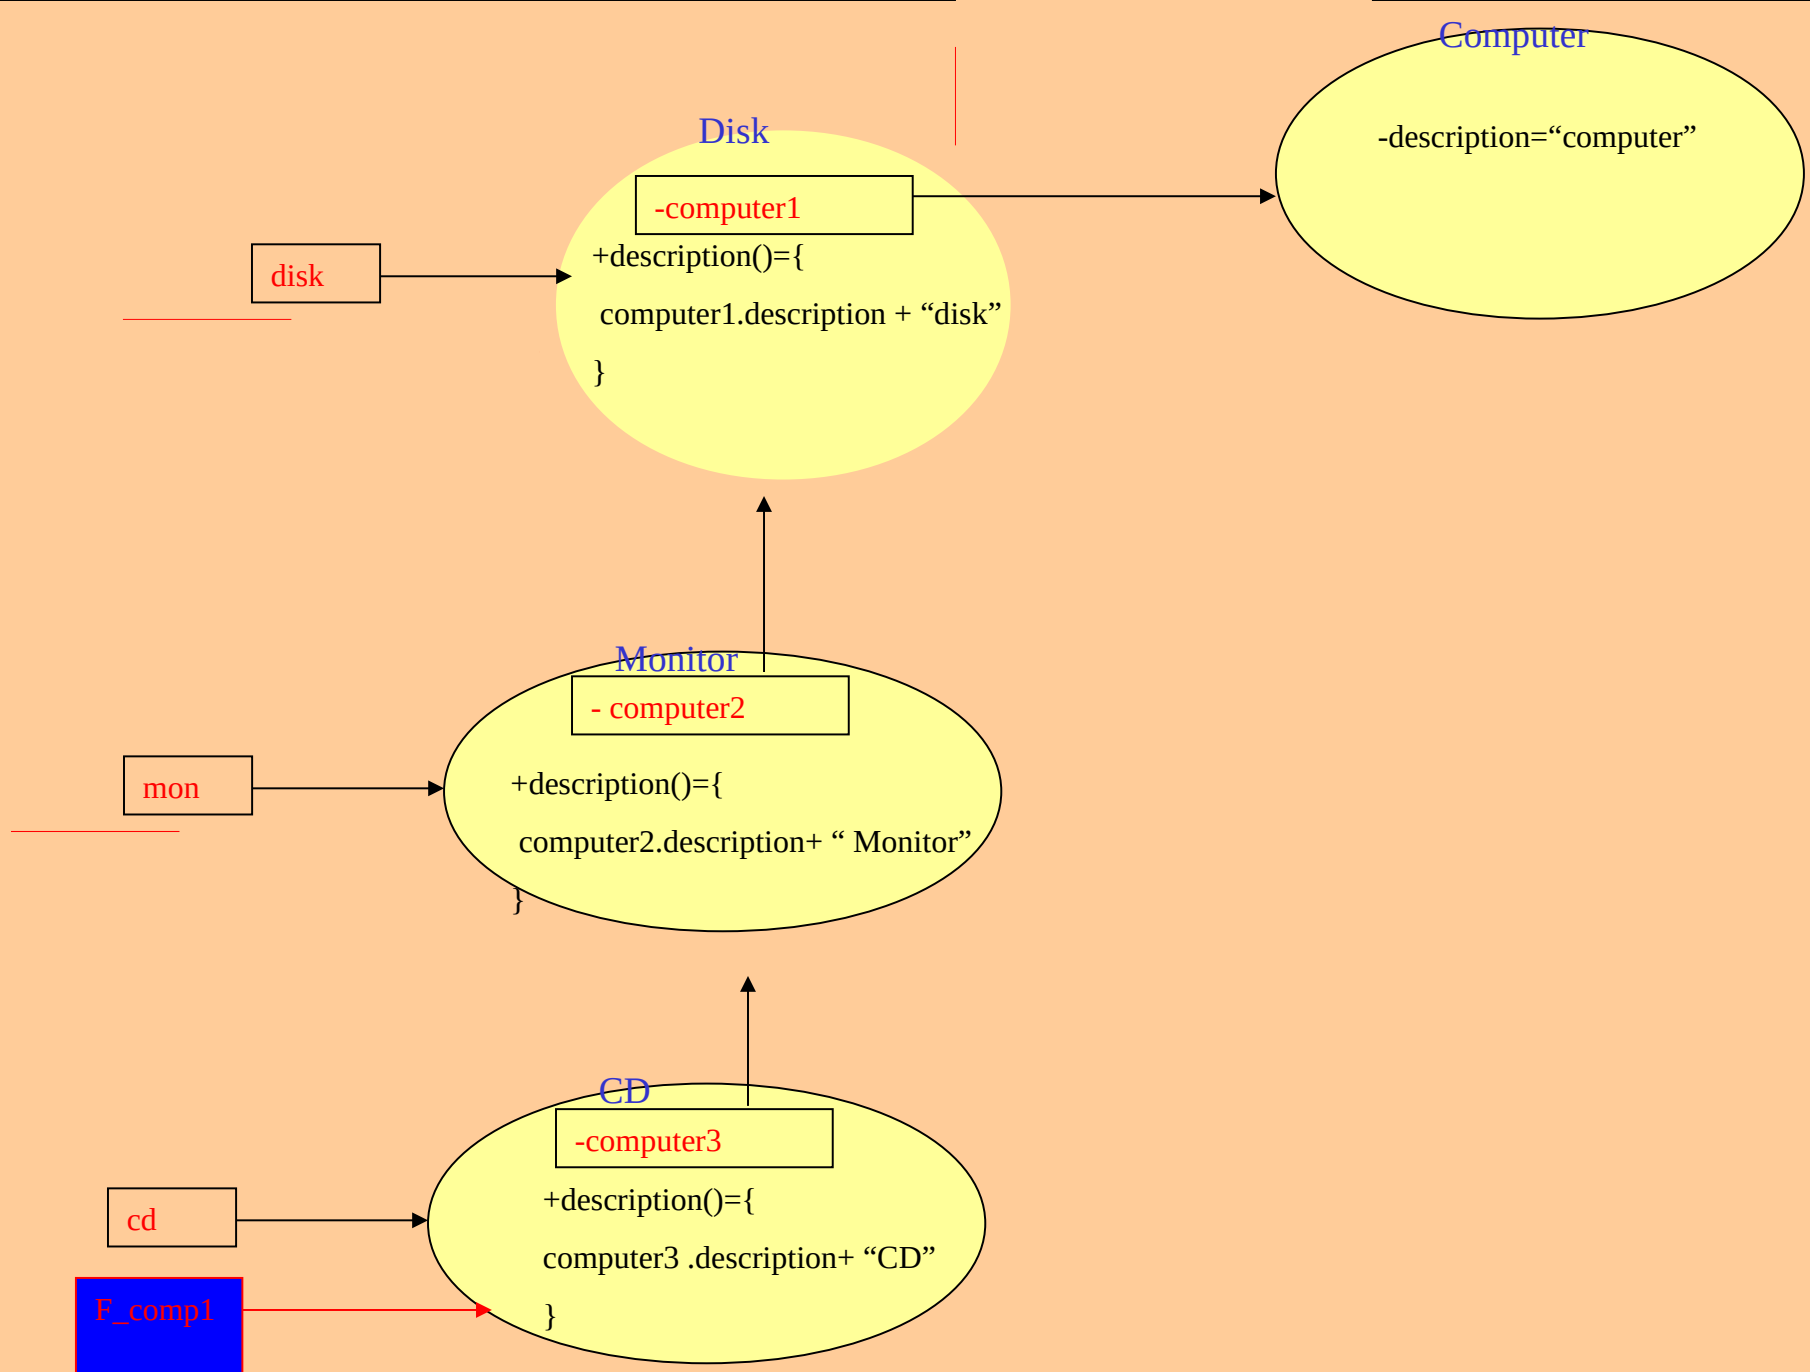 Computer
-description=“computer”
Disk
-computer1
+description()={
computer1.description + “disk”
}
disk
Monitor
- computer2
+description()={
computer2.description+ “ Monitor”
}
mon
CD
-computer3
+description()={
computer3 .description+ “CD”
}
cd
F_comp1